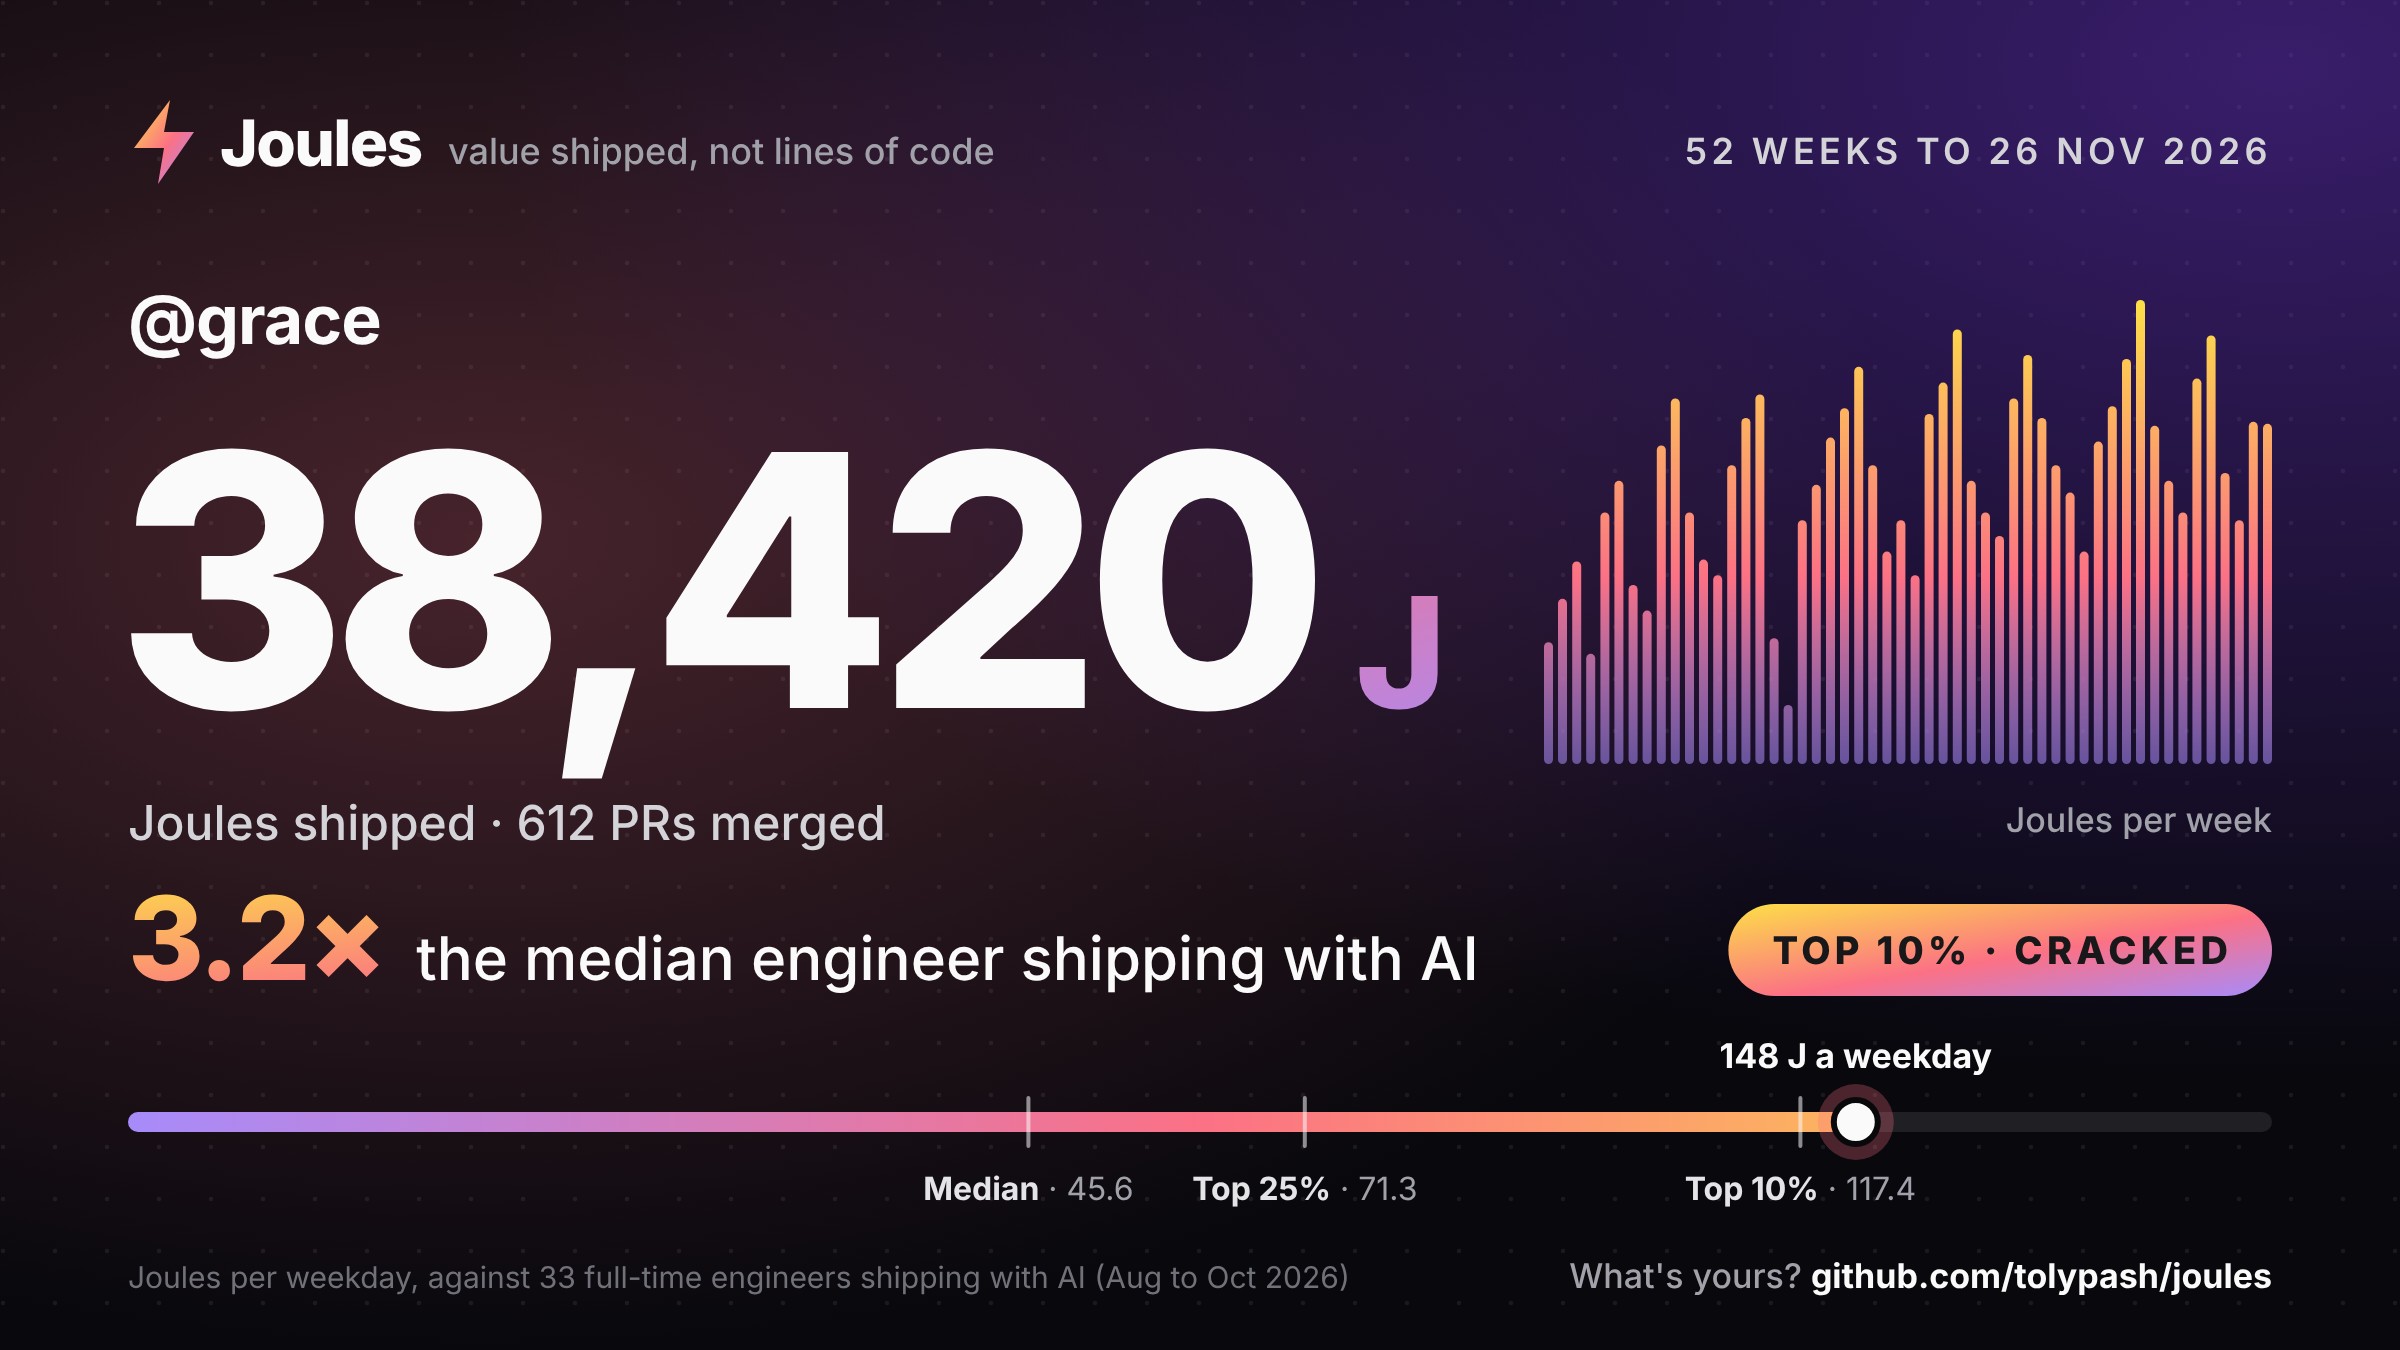 Joules value shipped, not lines of code
52 WEEKS TO 26 NOV 2026
@grace
38,420 J
Joules shipped · 612 PRs merged
Joules per week
3.2× the median engineer shipping with AI
TOP 10% · CRACKED
148 J a weekday
Median · 45.6
Top 25% · 71.3
Top 10% · 117.4
Joules per weekday, against 33 full-time engineers shipping with AI (Aug to Oct 2026)
What's yours? github.com/tolypash/joules